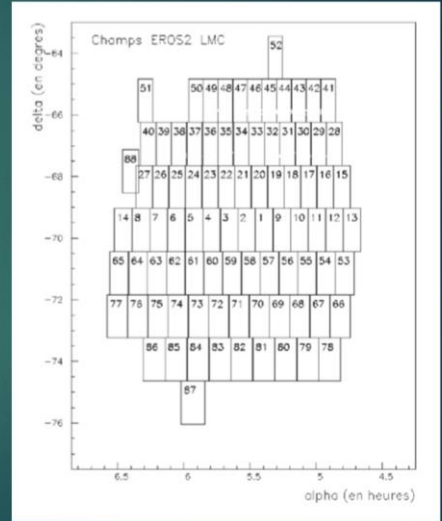 Champs EROS2 LMC
delta (en degres)
-64
-66
-68
-70
-72
-74
-76
52
51 50 49 48 47 46 45 44 43 42 41
40 39 38 37 36 35 34 33 32 31 30 29 28
88
27 26 25 24 23 22 21 20 19 18 17 16 15
14 8 7 6 5 4 3 2 1 9 10 11 12 13
65 64 63 62 61 60 59 58 57 56 55 54 53
77 76 75 74 73 72 71 70 69 68 67 66
86 85 84 83 82 81 80 79 78
87
6.5 6 5.5 5 4.5
alpha (en heures)